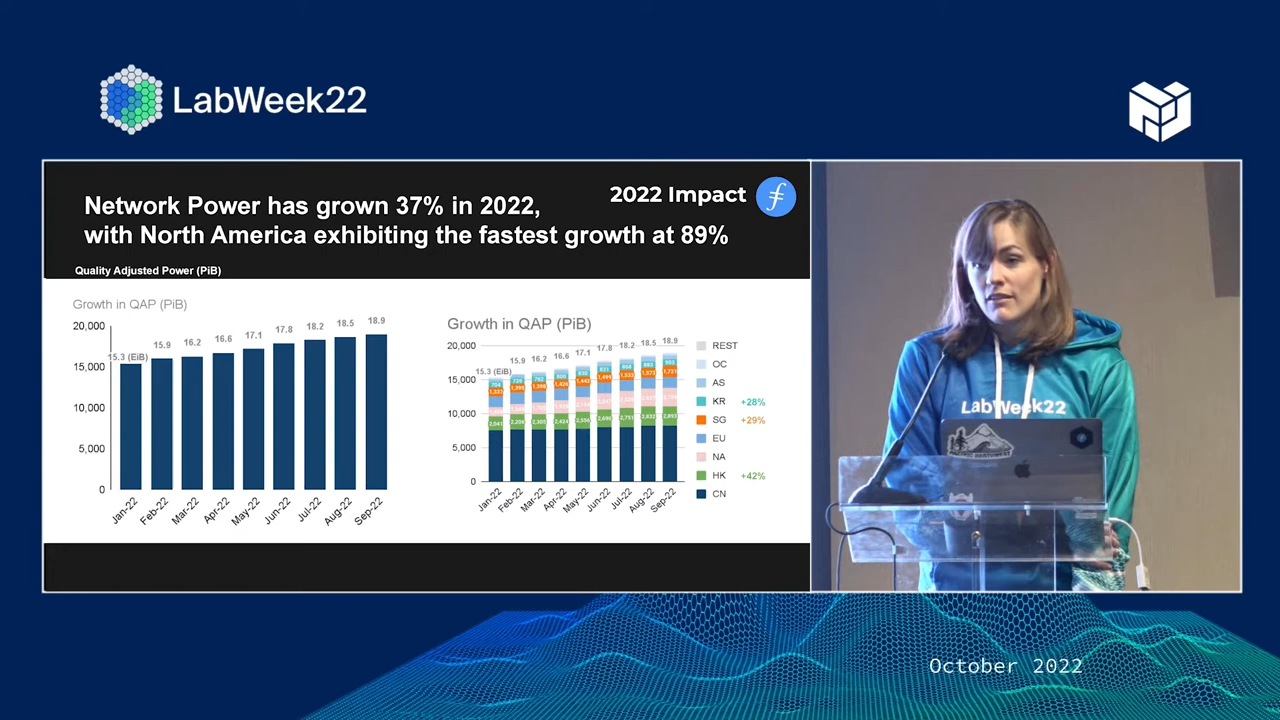 LabWeek22
Network Power has grown 37% in 2022,
with North America exhibiting the fastest growth at 89%
2022 Impact
Quality Adjusted Power (PiB)
Growth in QAP (PiB)
20,000
15,000
10,000
5,000
0
15.3 (EiB)
15.9
16.2
16.6
17.1
17.8
18.2
18.5
18.9
Jan-22
Feb-22
Mar-22
Apr-22
May-22
Jun-22
Jul-22
Aug-22
Sep-22
Growth in QAP (PiB)
20,000
15,000
10,000
5,000
0
15.3 (EiB)
15.9
16.2
16.6
17.1
17.8
18.2
18.5
18.9
Jan-22
Feb-22
Mar-22
Apr-22
May-22
Jun-22
Jul-22
Aug-22
Sep-22
REST
OC
AS
KR +28%
SG +29%
EU
NA
HK +42%
CN
LabWeek22
PACIFIC NORTHWEST
October 2022